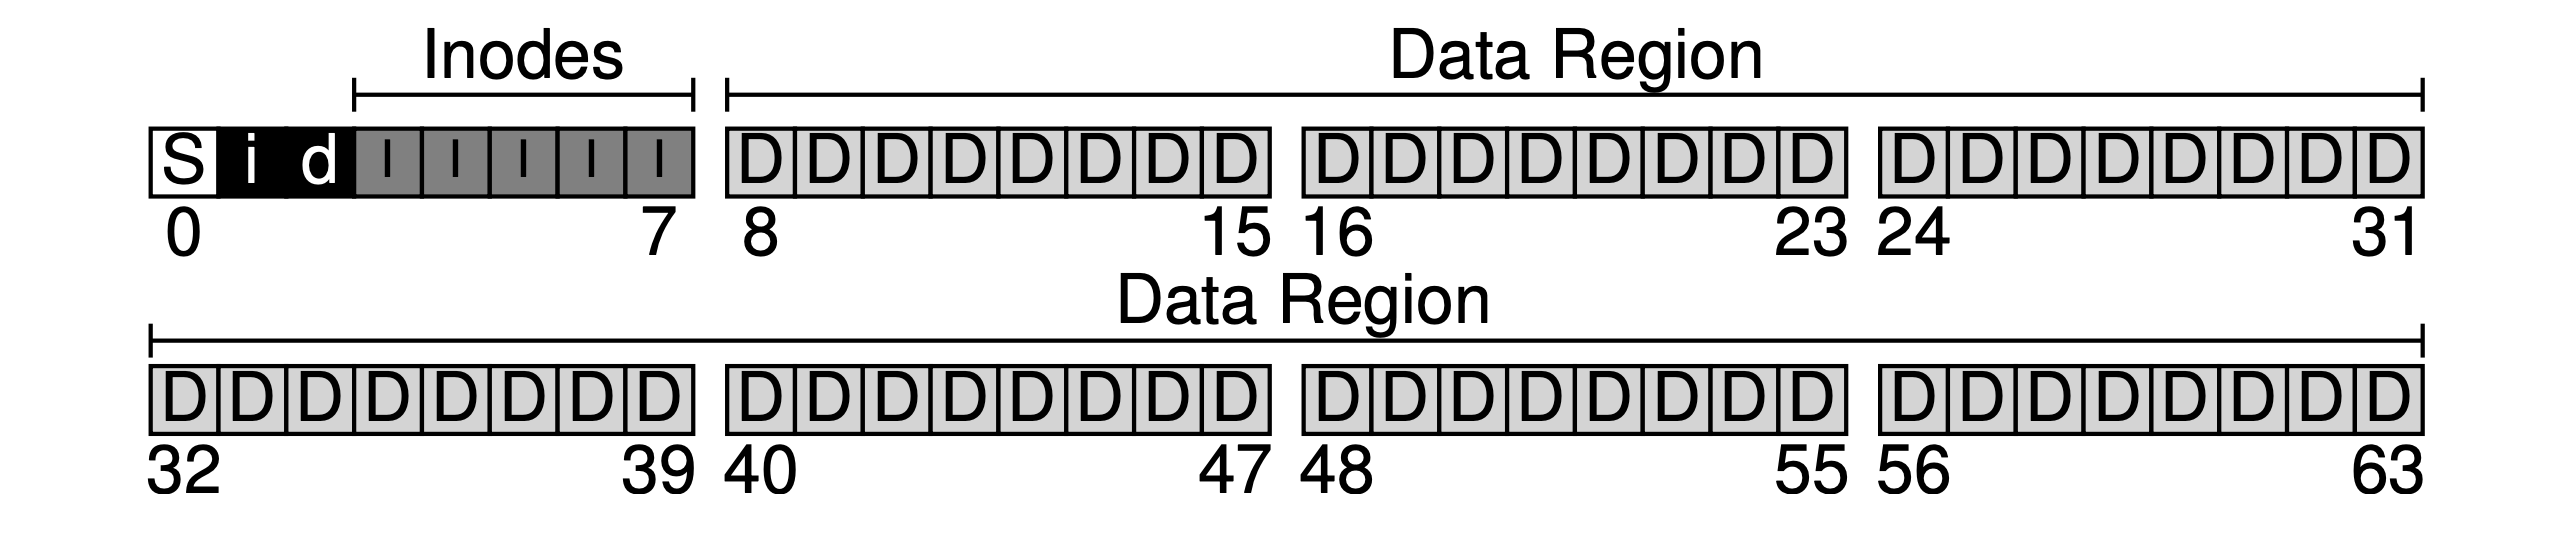 Inodes Data Region
S i d I I I I I D D D D D D D D D D D D D D D D D D D D D D D D
0 7 8 15 16 23 24 31
Data Region
D D D D D D D D D D D D D D D D D D D D D D D D D D D D D D D D
32 39 40 47 48 55 56 63